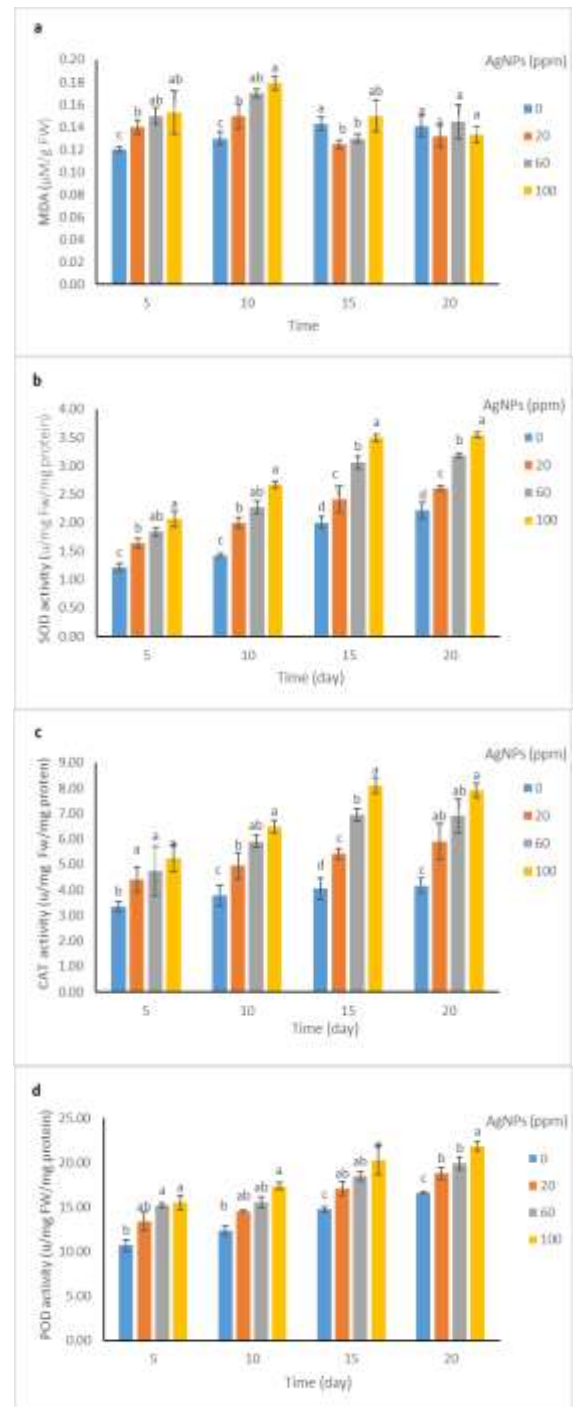 a
AgNPs (ppm)
0
20
60
100
MDA (µM/g FW)
0.20
0.18
0.16
0.14
0.12
0.10
0.08
0.06
0.04
0.02
0.00
c b ab ab
c b ab a
a b b ab
a a a a
5 10 15 20
Time
b
AgNPs (ppm)
0
20
60
100
SOD activity (u/mg Fw/mg protein)
4.00
3.50
3.00
2.50
2.00
1.50
1.00
0.50
0.00
c b ab a
c b ab a
d c b a
d c b a
5 10 15 20
Time (day)
c
AgNPs (ppm)
0
20
60
100
CAT activity (u/mg Fw/mg protein)
9.00
8.00
7.00
6.00
5.00
4.00
3.00
2.00
1.00
0.00
b a a a
c b ab a
d c b
c ab ab a
5 10 15 20
Time (day)
d
AgNPs (ppm)
0
20
60
100
POD activity (u/mg FW/mg protein)
25.00
20.00
15.00
10.00
5.00
0.00
b ab a a
b ab ab a
c ab ab
c b b a
5 10 15 20
Time (day)